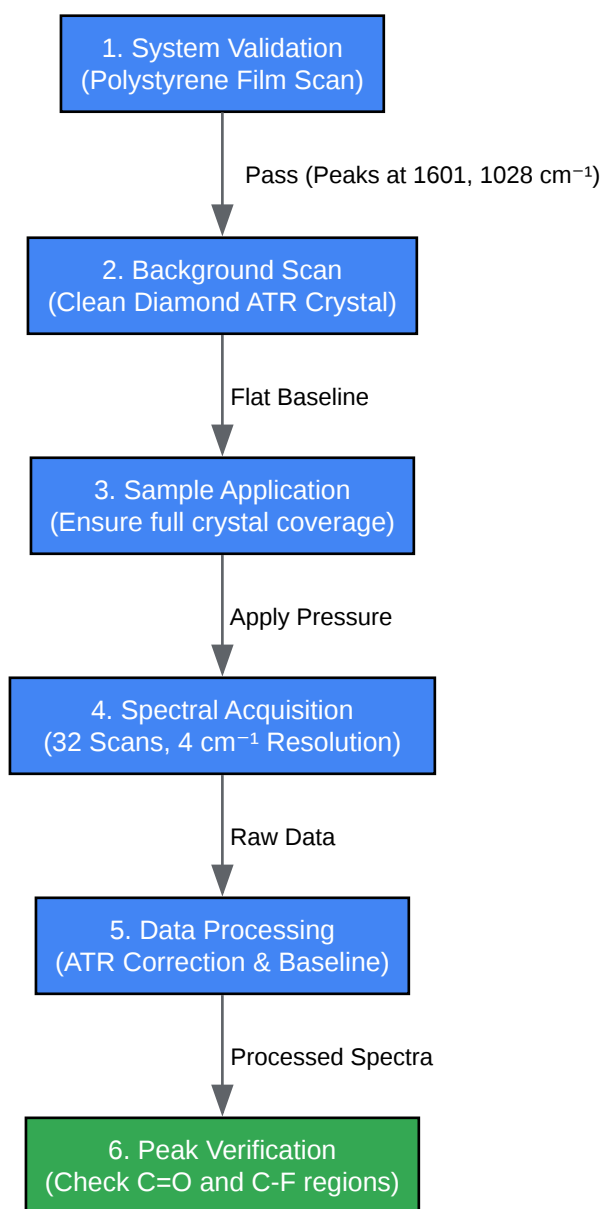 1. System Validation
(Polystyrene Film Scan)
Pass (Peaks at 1601, 1028 cm⁻¹)
2. Background Scan
(Clean Diamond ATR Crystal)
Flat Baseline
3. Sample Application
(Ensure full crystal coverage)
Apply Pressure
4. Spectral Acquisition
(32 Scans, 4 cm⁻¹ Resolution)
Raw Data
5. Data Processing
(ATR Correction & Baseline)
Processed Spectra
6. Peak Verification
(Check C=O and C-F regions)